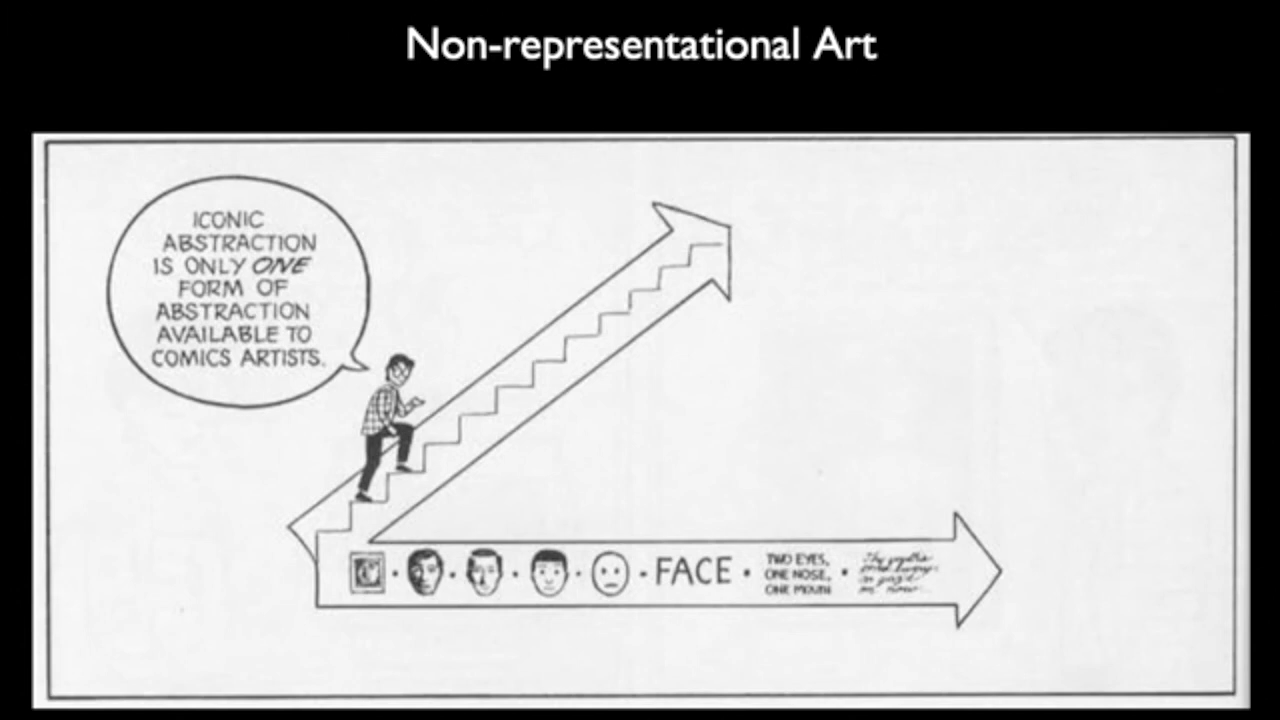 Non-representational Art
ICONIC
ABSTRACTION
IS ONLY ONE
FORM OF
ABSTRACTION
AVAILABLE TO
COMICS ARTISTS.
FACE
TWO EYES,
ONE NOSE,
ONE MOUTH